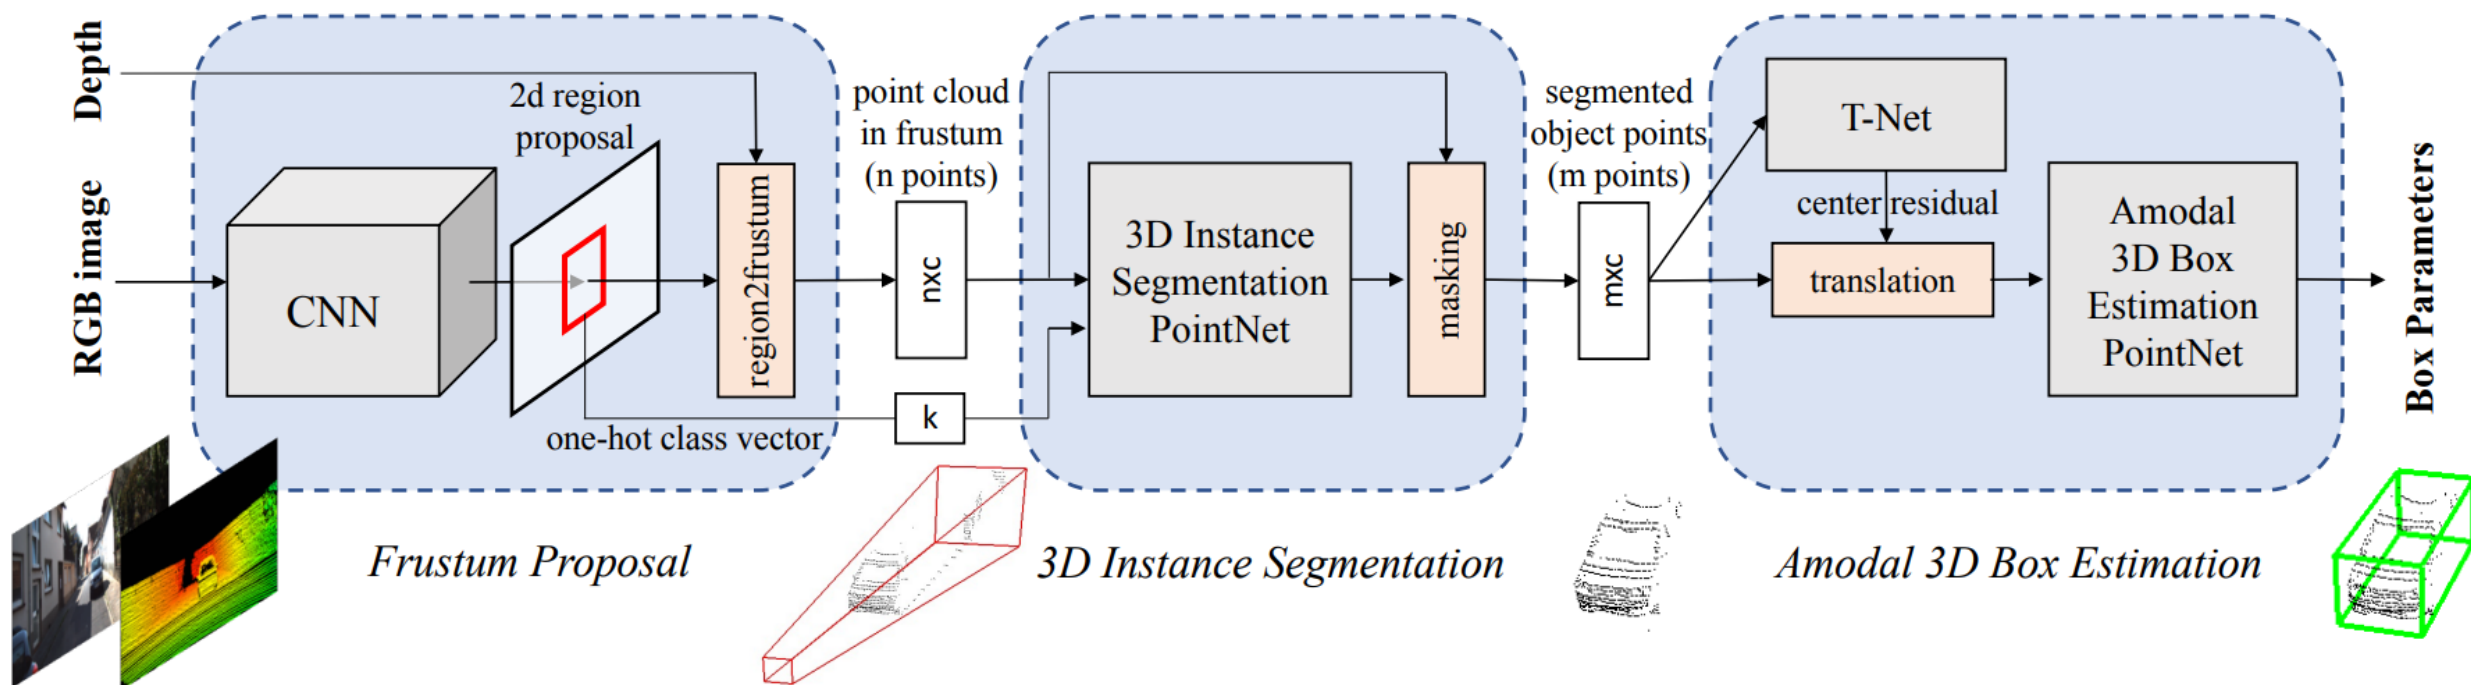 Depth
RGB image
CNN
2d region
proposal
region2frustum
one-hot class vector
point cloud
in frustum
(n points)
nxc
k
3D Instance
Segmentation
PointNet
masking
segmented
object points
(m points)
mxc
T-Net
center residual
translation
Amodal
3D Box
Estimation
PointNet
Box Parameters
Frustum Proposal
3D Instance Segmentation
Amodal 3D Box Estimation